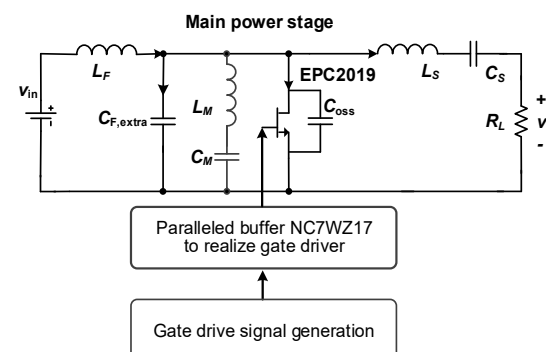 Main power stage
L_F
L_S
C_S
EPC2019
v_in
+
-
C_F,extra
L_M
C_M
C_oss
R_L
+
v
-
Paralleled buffer NC7WZ17
to realize gate driver
Gate drive signal generation